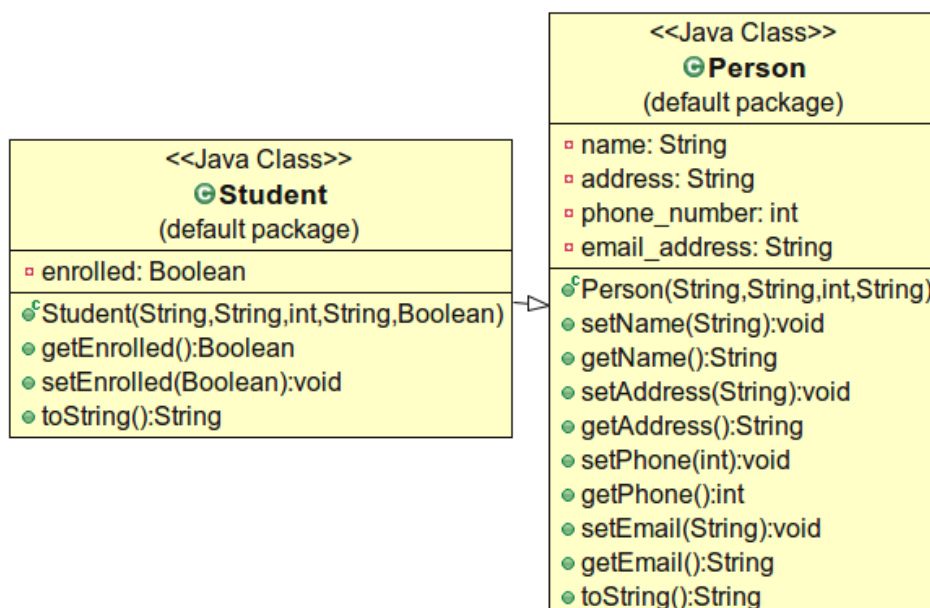 <<Java Class>>
Student
(default package)
enrolled: Boolean
Student(String,String,int,String,Boolean)
getEnrolled():Boolean
setEnrolled(Boolean):void
toString():String
<<Java Class>>
Person
(default package)
name: String
address: String
phone_number: int
email_address: String
Person(String,String,int,String)
setName(String):void
getName():String
setAddress(String):void
getAddress():String
setPhone(int):void
getPhone():int
setEmail(String):void
getEmail():String
toString():String